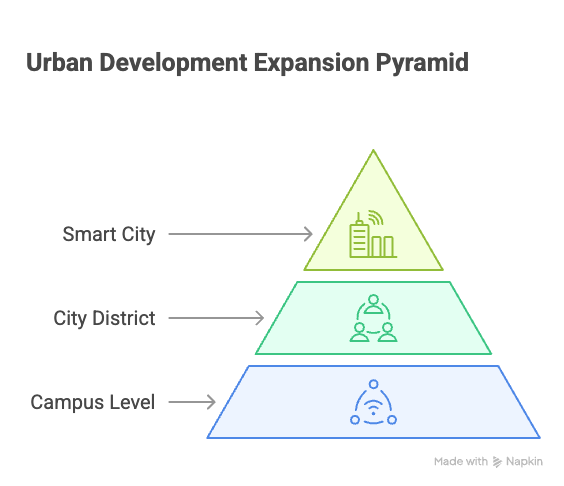 Urban Development Expansion Pyramid
Smart City
City District
Campus Level
Made with Napkin